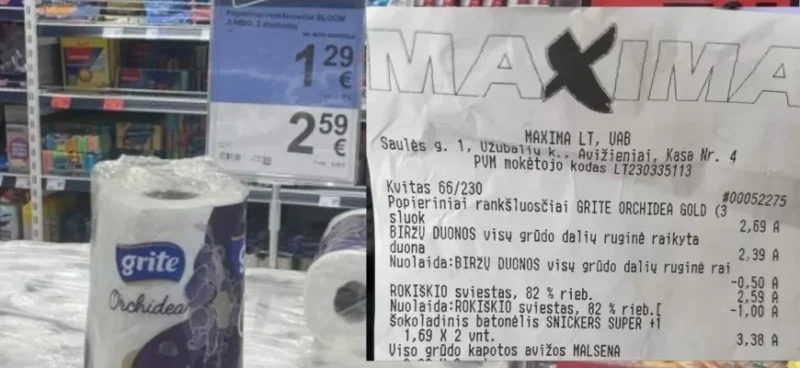 Popieriniai rankšluosčiai BLOOM
JUMBO, 2 sluoksnių
1 29
€
2 59
€
grite
Orchidea
MAXIMA
MAXIMA LT, UAB
Saulės g. 1, Užubalių k., Avižieniai, Kasa Nr. 4
PVM mokėtojo kodas LT230335113
Kvitas 66/230
#00052275
Popieriniai rankšluosčiai GRITE ORCHIDEA GOLD (3
sluok
2,69 A
BIRŽŲ DUONOS visų grūdo dalių ruginė raikyta
duona
2,39 A
Nuolaida:BIRŽŲ DUONOS visų grūdo dalių ruginė rai
-0,50 A
ROKIŠKIO sviestas, 82 % rieb.
2,59 A
Nuolaida:ROKIŠKIO sviestas, 82 % rieb.[
-1,00 A
šokoladinis batonėlis SNICKERS SUPER +1
1,69 X 2 vnt.
3,38 A
Viso grūdo kapotos avižos MALSENA